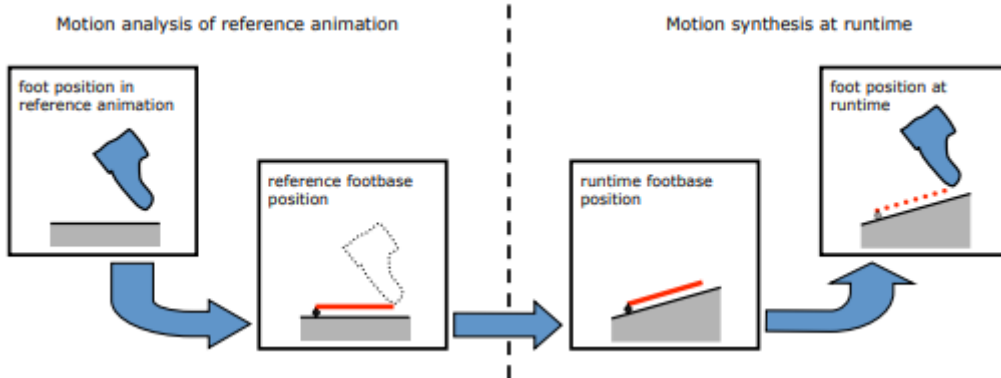 Motion analysis of reference animation
Motion synthesis at runtime
foot position in
reference animation
reference footbase
position
runtime footbase
position
foot position at
runtime